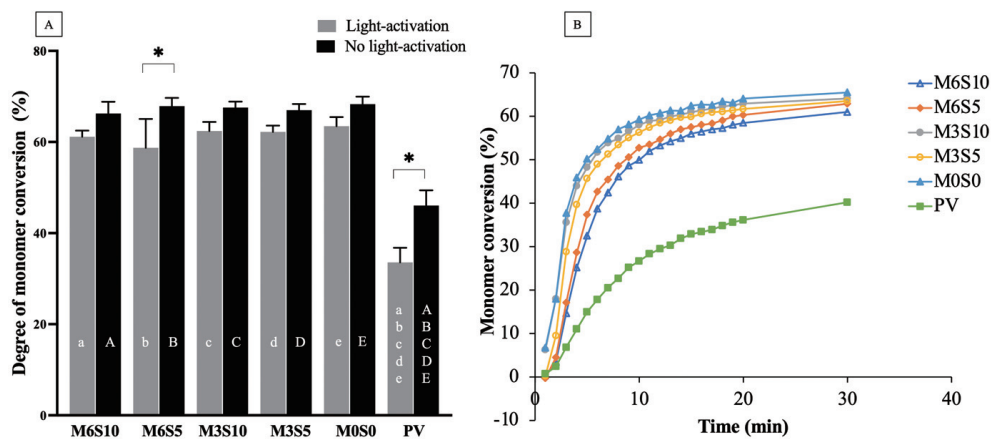 A
Light-activation
No light-activation
Degree of monomer conversion (%)
80
60
40
20
0
*
*
a
A
b
B
c
C
d
D
e
E
a
b
c
d
e
A
B
C
D
E
M6S10 M6S5 M3S10 M3S5 M0S0 PV
B
Monomer conversion (%)
70
60
50
40
30
20
10
0
-10
0 10 20 30 40
Time (min)
M6S10
M6S5
M3S10
M3S5
M0S0
PV